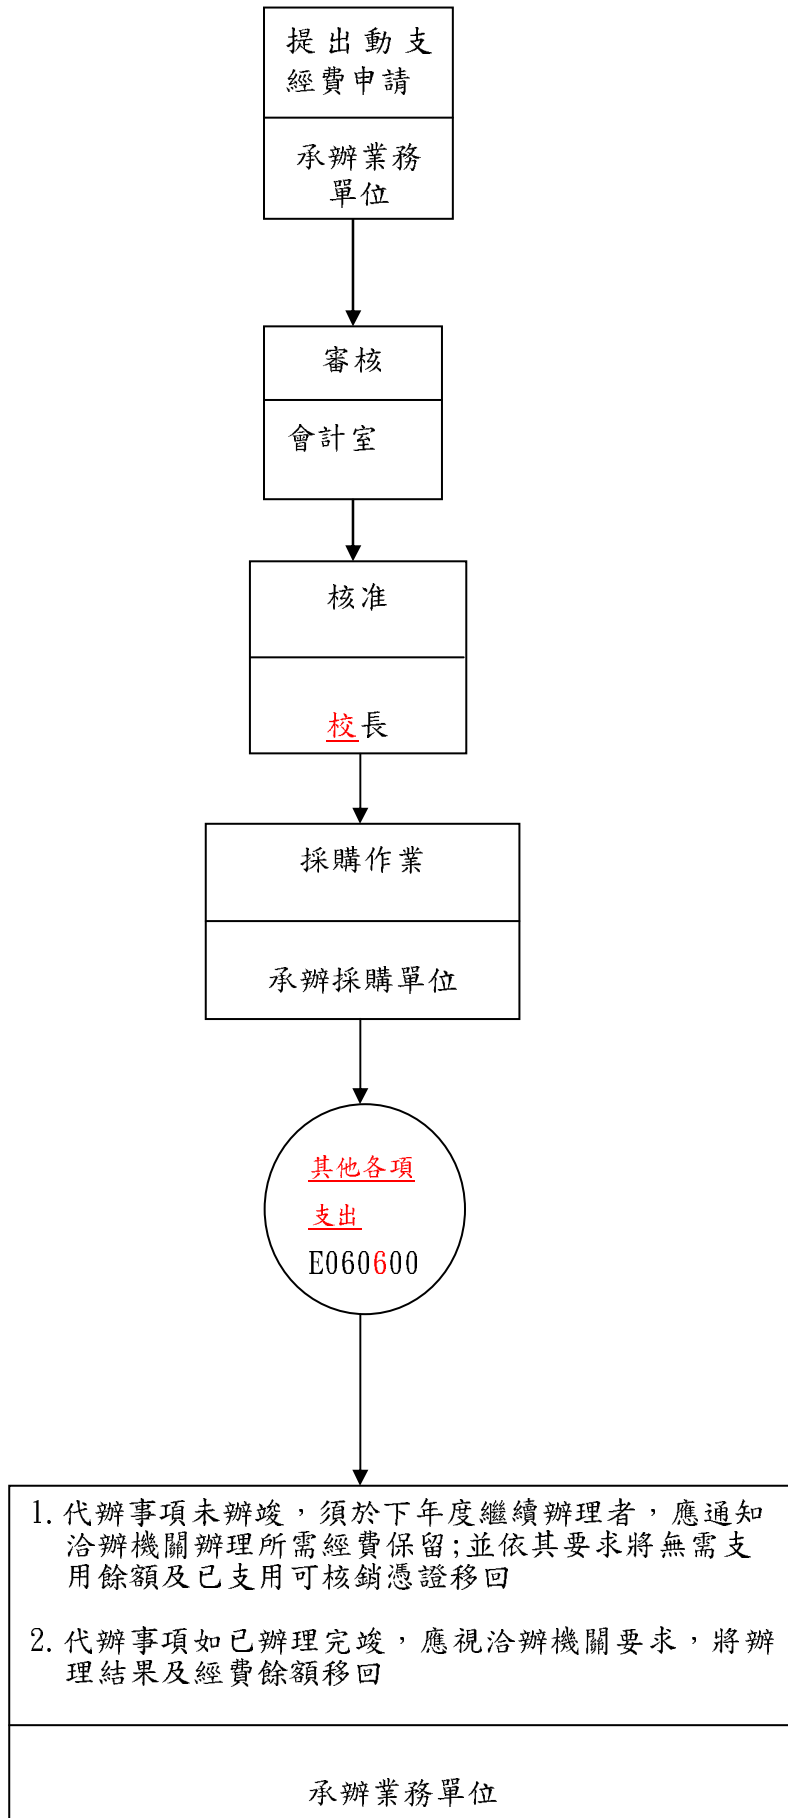 提出動支
經費申請
承辦業務
單位
審核
會計室
核准
校長
採購作業
承辦採購單位
其他各項
支出
E060600
1. 代辦事項未辦竣，須於下年度繼續辦理者，應通知
洽辦機關辦理所需經費保留;並依其要求將無需支
用餘額及已支用可核銷憑證移回
2. 代辦事項如已辦理完竣，應視洽辦機關要求，將辦
理結果及經費餘額移回
承辦業務單位